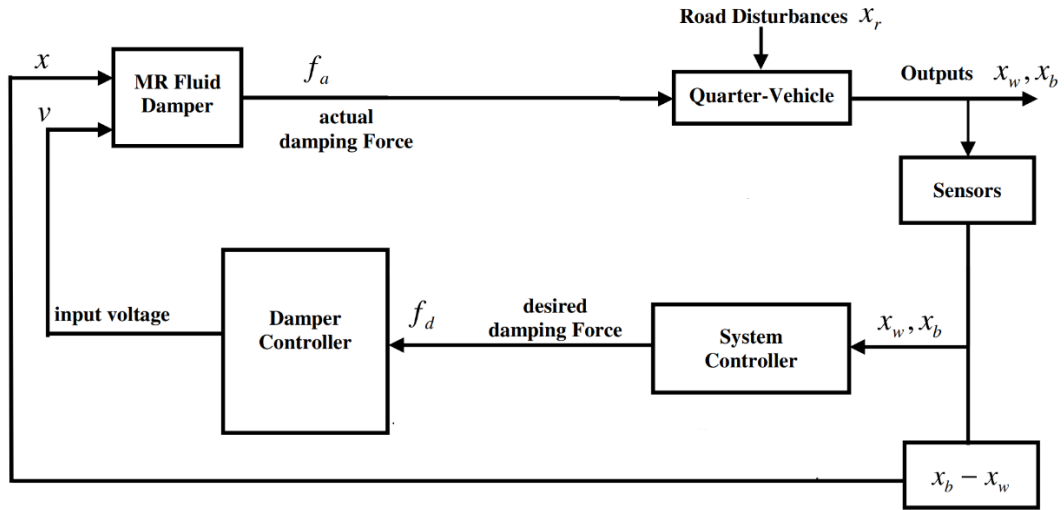 Road Disturbances x_r
x
MR Fluid
Damper
v
f_a
actual
damping Force
Quarter-Vehicle
Outputs x_w, x_b
Sensors
input voltage
Damper
Controller
f_d
desired
damping Force
System
Controller
x_w, x_b
x_b − x_w